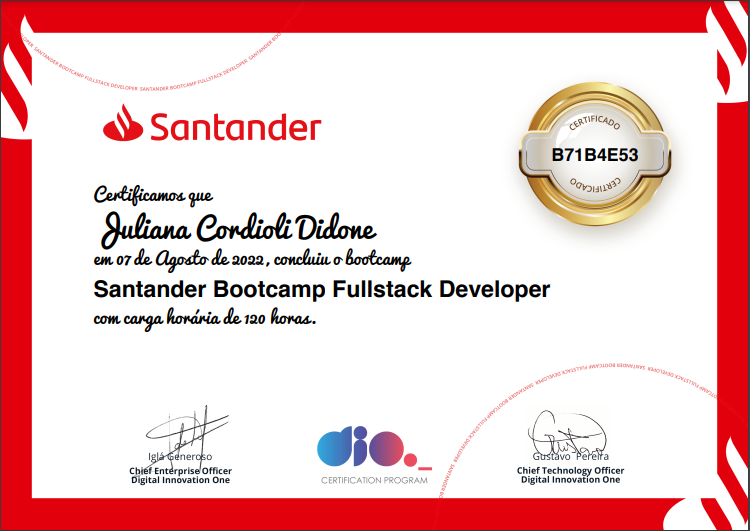 SANTANDER BOOTCAMP FULLSTACK DEVELOPER SANTANDER BOOTCAMP FULLSTACK DEVELOPER SANTANDER
Santander
CERTIFICADO
B71B4E53
CERTIFICADO
Certificamos que
Juliana Cordioli Didone
em 07 de Agosto de 2022, concluiu o bootcamp
Santander Bootcamp Fullstack Developer
com carga horária de 120 horas.
SANTANDER BOOTCAMP FULLSTACK DEVELOPER SANTANDER BOOTCAMP FULLSTACK DEVELOPER
Iglá Generoso
Chief Enterprise Officer
Digital Innovation One
dio._
CERTIFICATION PROGRAM
Gustavo Pereira
Chief Technology Officer
Digital Innovation One